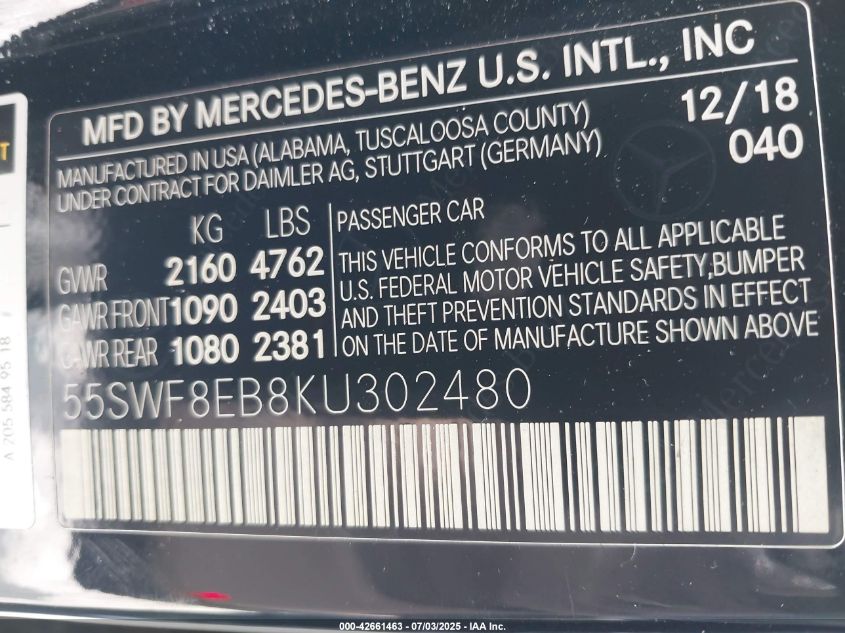 MFD BY MERCEDES-BENZ U.S. INTL., INC
MANUFACTURED IN USA (ALABAMA, TUSCALOOSA COUNTY)
UNDER CONTRACT FOR DAIMLER AG, STUTTGART (GERMANY)
12/18
040
KG LBS
GVWR 2160 4762
GAWR FRONT 1090 2403
GAWR REAR 1080 2381
PASSENGER CAR
THIS VEHICLE CONFORMS TO ALL APPLICABLE
U.S. FEDERAL MOTOR VEHICLE SAFETY,BUMPER
AND THEFT PREVENTION STANDARDS IN EFFECT
ON THE DATE OF MANUFACTURE SHOWN ABOVE
55SWF8EB8KU302480
A 205 584 95 18
T
000-42661463 - 07/03/2025 - IAA Inc.